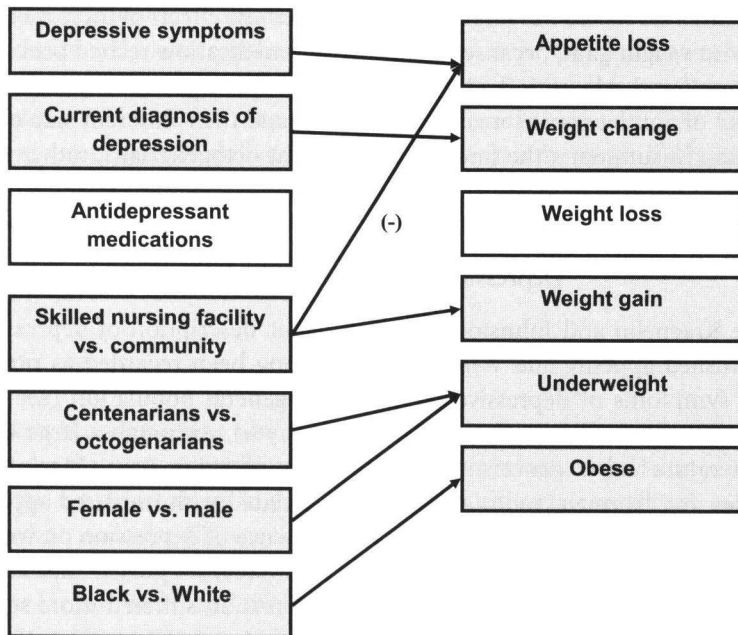 Depressive symptoms
Current diagnosis of
depression
Antidepressant
medications
Skilled nursing facility
vs. community
Centenarians vs.
octogenarians
Female vs. male
Black vs. White
(-)
Appetite loss
Weight change
Weight loss
Weight gain
Underweight
Obese